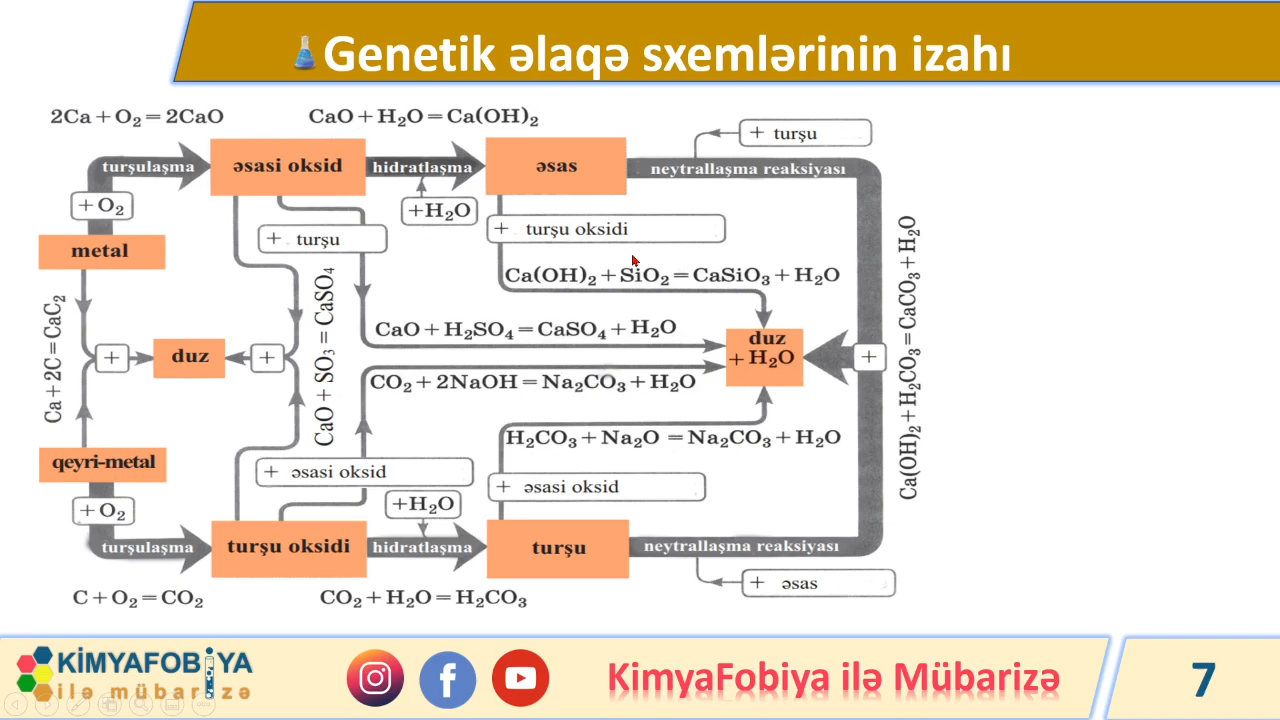 Genetik əlaqə sxemlərinin izahı
2Ca + O₂ = 2CaO
CaO + H₂O = Ca(OH)₂
+ turşu
turşulaşma
əsasi oksid
hidratlaşma
əsas
neytrallaşma reaksiyası
+ O₂
+H₂O
+ turşu
+ turşu oksidi
metal
Ca(OH)₂ + SiO₂ = CaSiO₃ + H₂O
Ca + 2C = CaC₂
CaO + SO₃ = CaSO₄
CaO + H₂SO₄ = CaSO₄ + H₂O
+
duz
+
duz
+ H₂O
+
Ca(OH)₂ + H₂CO₃ = CaCO₃ + H₂O
CO₂ + 2NaOH = Na₂CO₃ + H₂O
H₂CO₃ + Na₂O = Na₂CO₃ + H₂O
qeyri-metal
+ əsasi oksid
+ əsasi oksid
+ O₂
+H₂O
turşulaşma
turşu oksidi
hidratlaşma
turşu
neytrallaşma reaksiyası
+ əsas
C + O₂ = CO₂
CO₂ + H₂O = H₂CO₃
KİMYAFOBİYA
ilə mübarizə
KimyaFobiya ilə Mübarizə
7